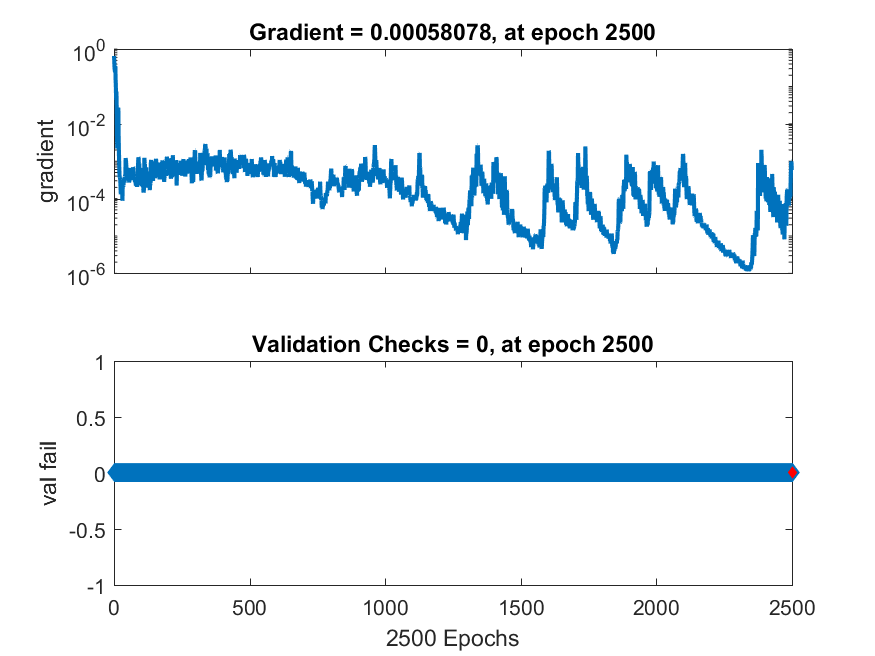 Gradient = 0.00058078, at epoch 2500
10^0
10^-2
10^-4
10^-6
gradient
Validation Checks = 0, at epoch 2500
1
0.5
0
-0.5
-1
val fail
0 500 1000 1500 2000 2500
2500 Epochs